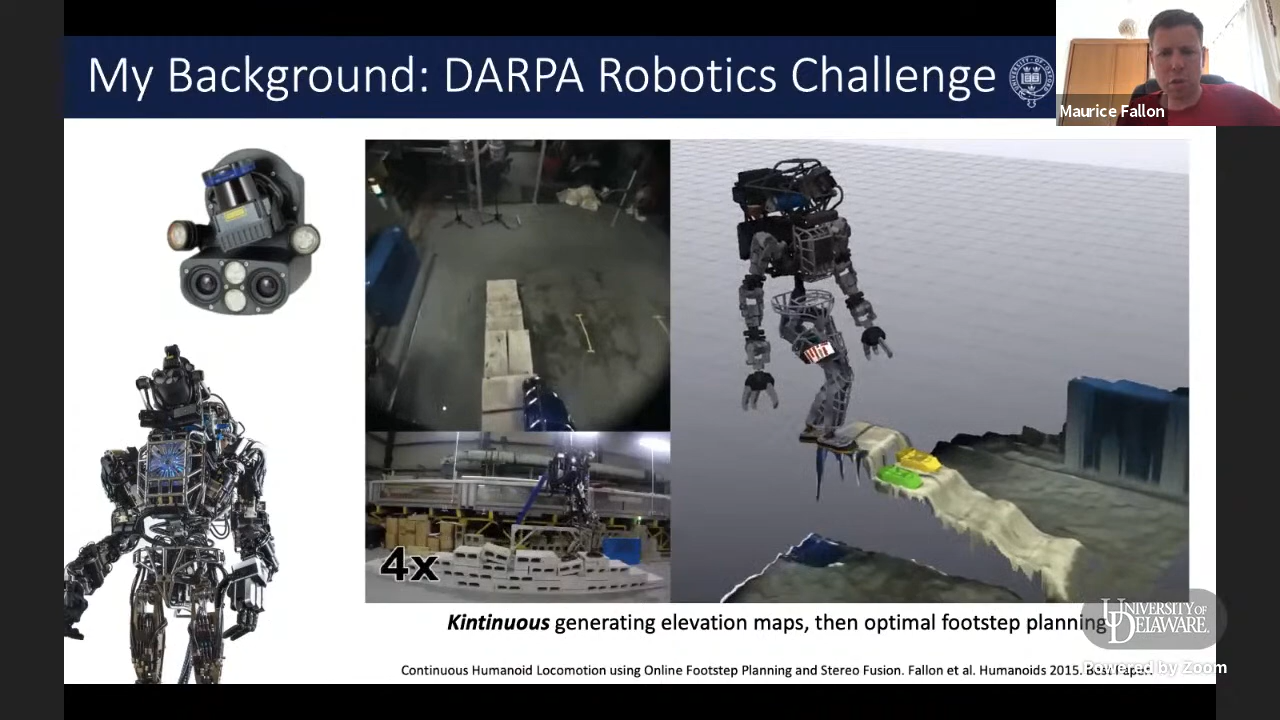 My Background: DARPA Robotics Challenge
Maurice Fallon
4x
Kintinuous generating elevation maps, then optimal footstep planning
UNIVERSITY OF
DELAWARE.
Continuous Humanoid Locomotion using Online Footstep Planning and Stereo Fusion. Fallon et al. Humanoids 2015. Best Paper.
Powered by Zoom